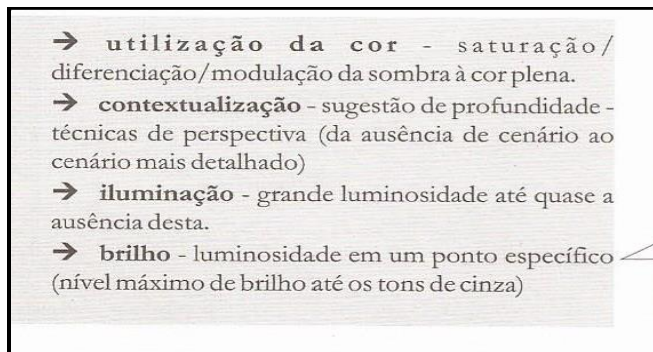 → utilização da cor - saturação/
diferenciação/modulação da sombra à cor plena.
→ contextualização - sugestão de profundidade -
técnicas de perspectiva (da ausência de cenário ao
cenário mais detalhado)
→ iluminação - grande luminosidade até quase a
ausência desta.
→ brilho - luminosidade em um ponto específico
(nível máximo de brilho até os tons de cinza)